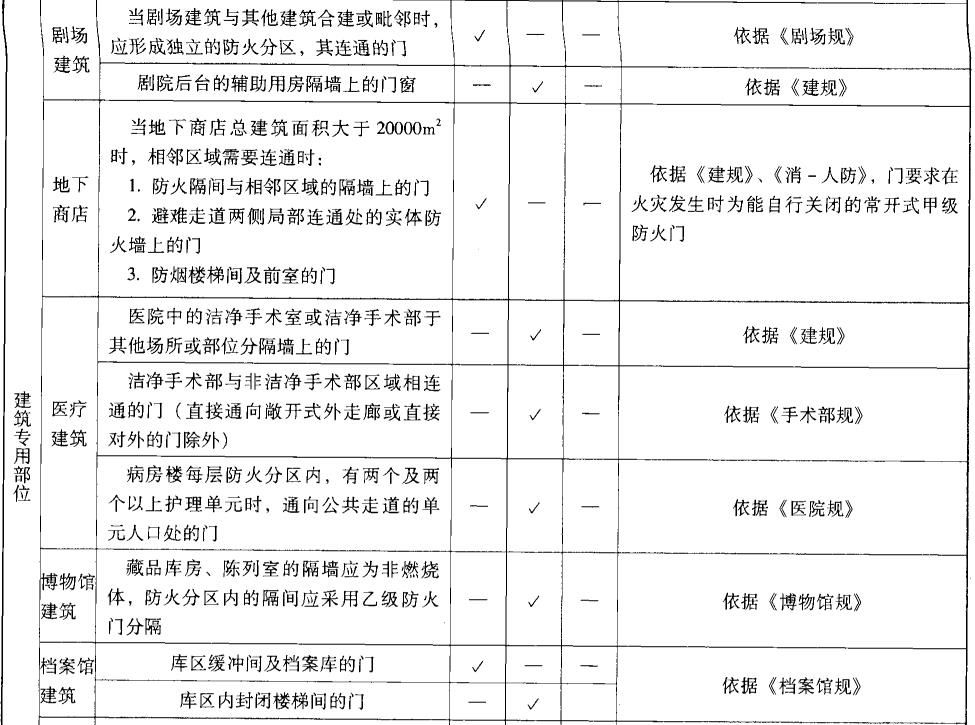 建筑专用部位
剧场
建筑
当剧场建筑与其他建筑合建或毗邻时，
应形成独立的防火分区，其连通的门
✓ — —
依据《剧场规》
剧院后台的辅助用房隔墙上的门窗
— ✓ —
依据《建规》
地下
商店
当地下商店总建筑面积大于 20000m²
时，相邻区域需要连通时：
1. 防火隔间与相邻区域的隔墙上的门
2. 避难走道两侧局部连通处的实体防
火墙上的门
3. 防烟楼梯间及前室的门
✓ — —
依据《建规》、《消－人防》，门要求在
火灾发生时为能自行关闭的常开式甲级
防火门
医疗
建筑
医院中的洁净手术室或洁净手术部于
其他场所或部位分隔墙上的门
— ✓ —
依据《建规》
洁净手术部与非洁净手术部区域相连
通的门（直接通向敞开式外走廊或直接
对外的门除外）
— ✓ —
依据《手术部规》
病房楼每层防火分区内，有两个及两
个以上护理单元时，通向公共走道的单
元人口处的门
— ✓ —
依据《医院规》
博物馆
建筑
藏品库房、陈列室的隔墙应为非燃烧
体，防火分区内的隔间应采用乙级防火
门分隔
— ✓ —
依据《博物馆规》
档案馆
建筑
库区缓冲间及档案库的门
✓ — —
依据《档案馆规》
库区内封闭楼梯间的门
— ✓